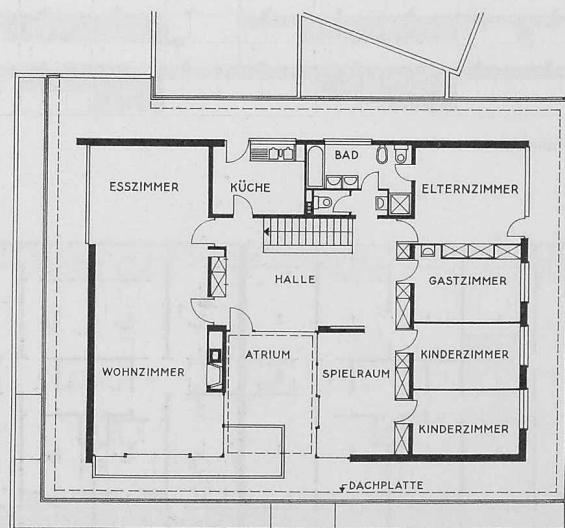 BAD
ESSZIMMER
KÜCHE
ELTERNZIMMER
HALLE
GASTZIMMER
WOHNZIMMER
ATRIUM
SPIELRAUM
KINDERZIMMER
KINDERZIMMER
DACHPLATTE